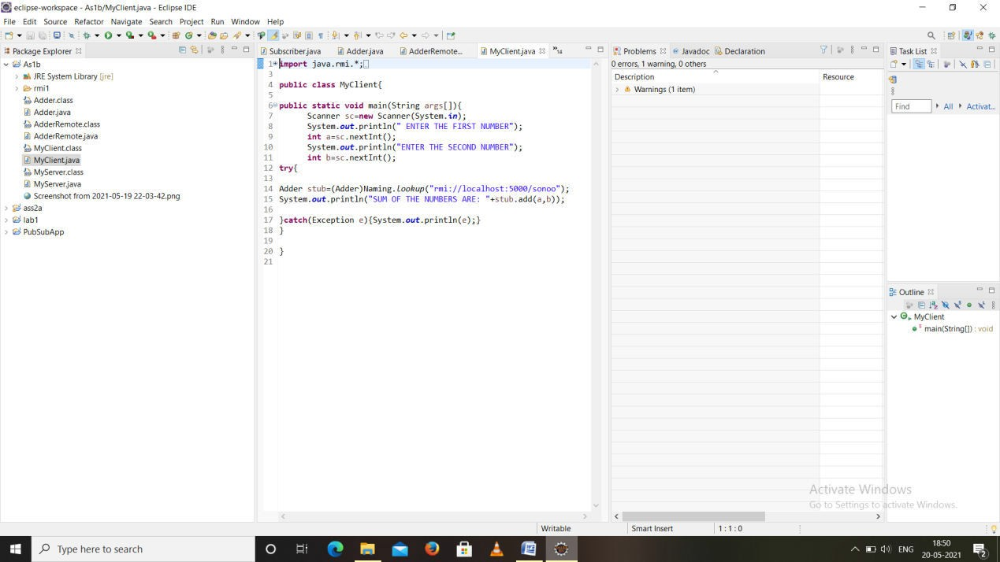 eclipse-workspace - As1b/MyClient.java - Eclipse IDE
File Edit Source Refactor Navigate Search Project Run Window Help
Package Explorer
As1b
JRE System Library [jre]
rmi1
Adder.class
Adder.java
AdderRemote.class
AdderRemote.java
MyClient.class
MyClient.java
MyServer.class
MyServer.java
Screenshot from 2021-05-19 22-03-42.png
ass2a
lab1
PubSubApp
Subscriber.java Adder.java AdderRemote... MyClient.java »14
1 import java.rmi.*;
3
4 public class MyClient{
5
6 public static void main(String args[]){
7 Scanner sc=new Scanner(System.in);
8 System.out.println(" ENTER THE FIRST NUMBER");
9 int a=sc.nextInt();
10 System.out.println("ENTER THE SECOND NUMBER");
11 int b=sc.nextInt();
12 try{
13
14 Adder stub=(Adder)Naming.lookup("rmi://localhost:5000/sonoo");
15 System.out.println("SUM OF THE NUMBERS ARE: "+stub.add(a,b));
16
17 }catch(Exception e){System.out.println(e);}
18 }
19
20 }
21
Problems Javadoc Declaration
0 errors, 1 warning, 0 others
Description Resource
Warnings (1 item)
Task List
Find All Activat...
Outline
MyClient
main(String[]) : void
Activate Windows
Go to Settings to activate Windows.
Writable Smart Insert 1 : 1 : 0
Type here to search
ENG
18:50
20-05-2021
2